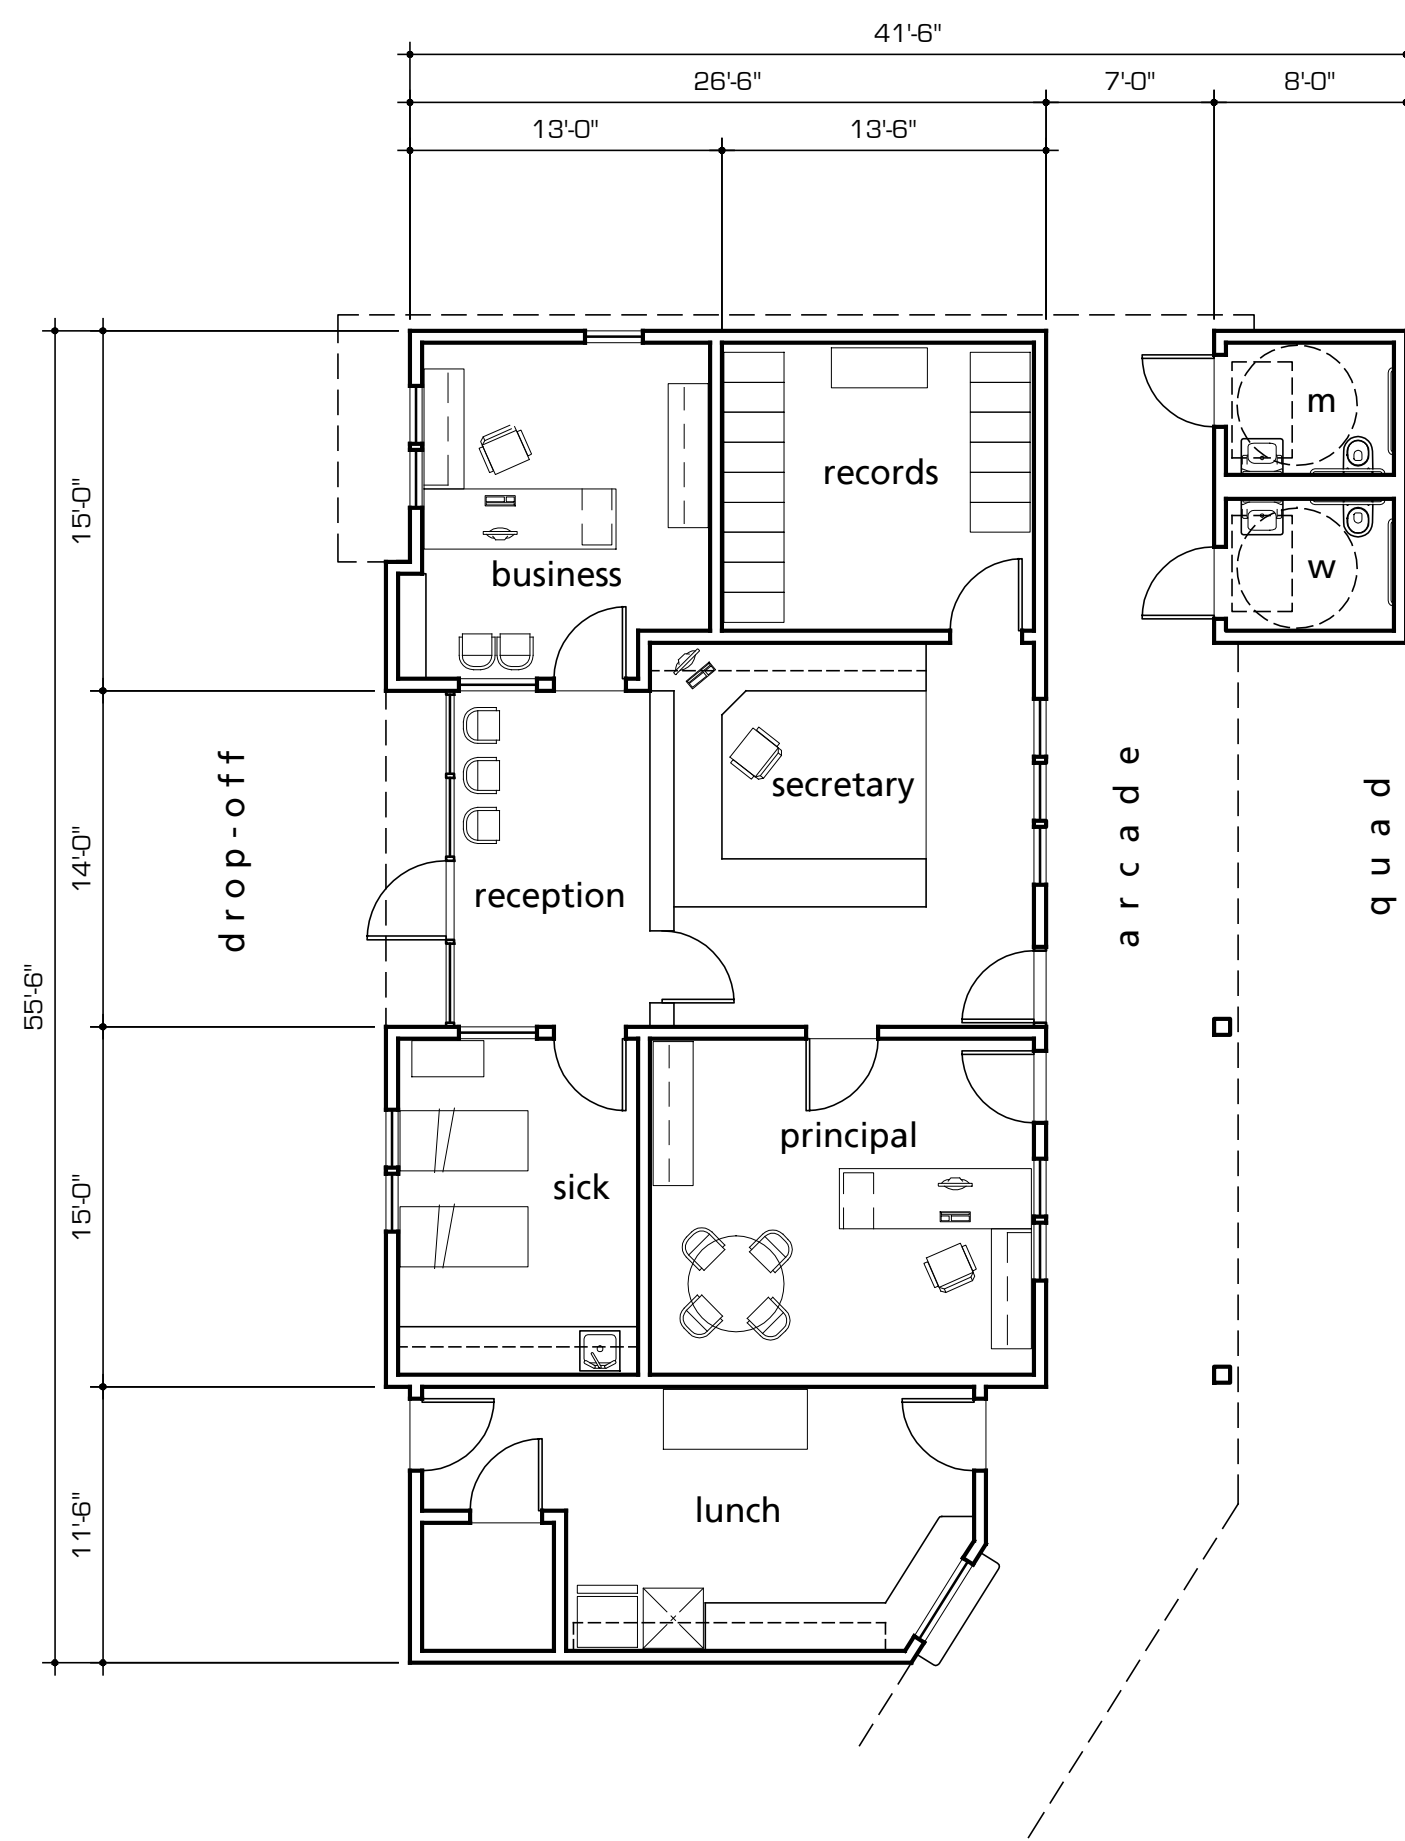 41'-6"
26'-6"
7'-0"
8'-0"
13'-0"
13'-6"
m
records
15'-0"
w
business
drop-off
secretary
arcade
quad
14'-0"
reception
55'-6"
principal
sick
15'-0"
lunch
11'-6"